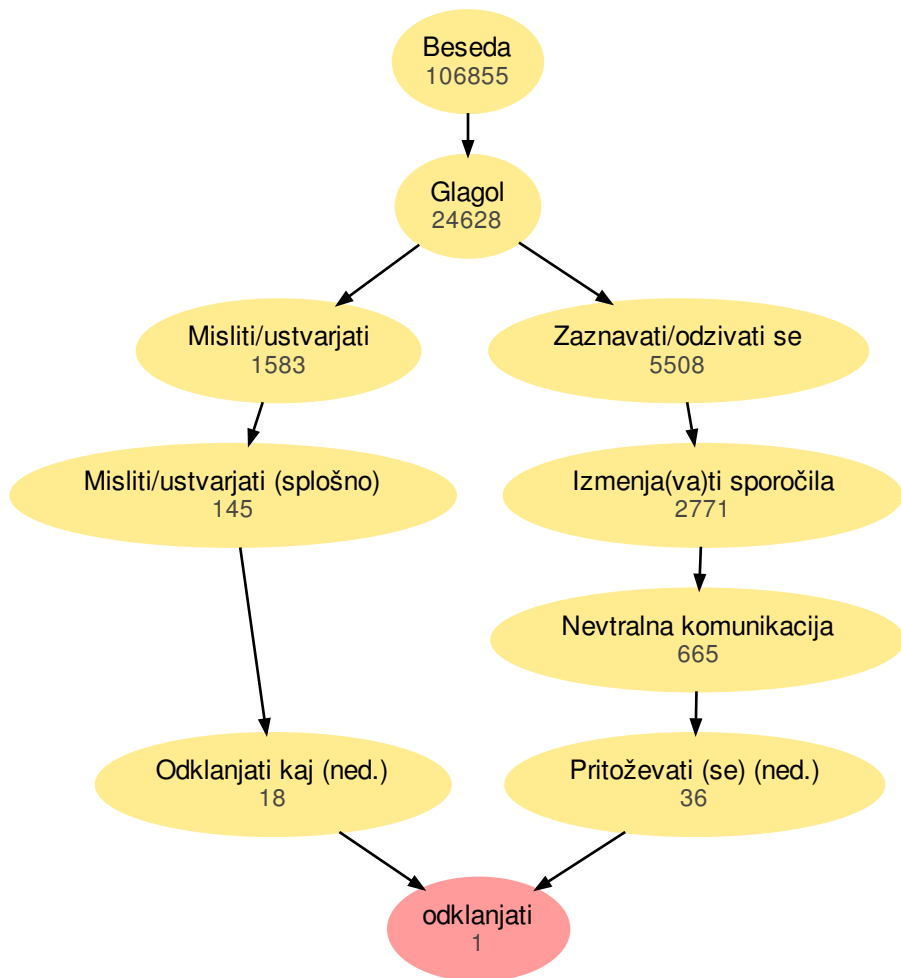 Beseda
106855
Glagol
24628
Misliti/ustvarjati
1583
Zaznavati/odzivati se
5508
Misliti/ustvarjati (splošno)
145
Izmenja(va)ti sporočila
2771
Nevtralna komunikacija
665
Odklanjati kaj (ned.)
18
Pritoževati (se) (ned.)
36
odklanjati
1